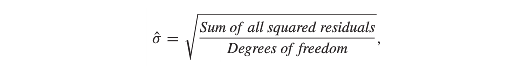 σ̂ = √(Sum of all squared residuals / Degrees of freedom),